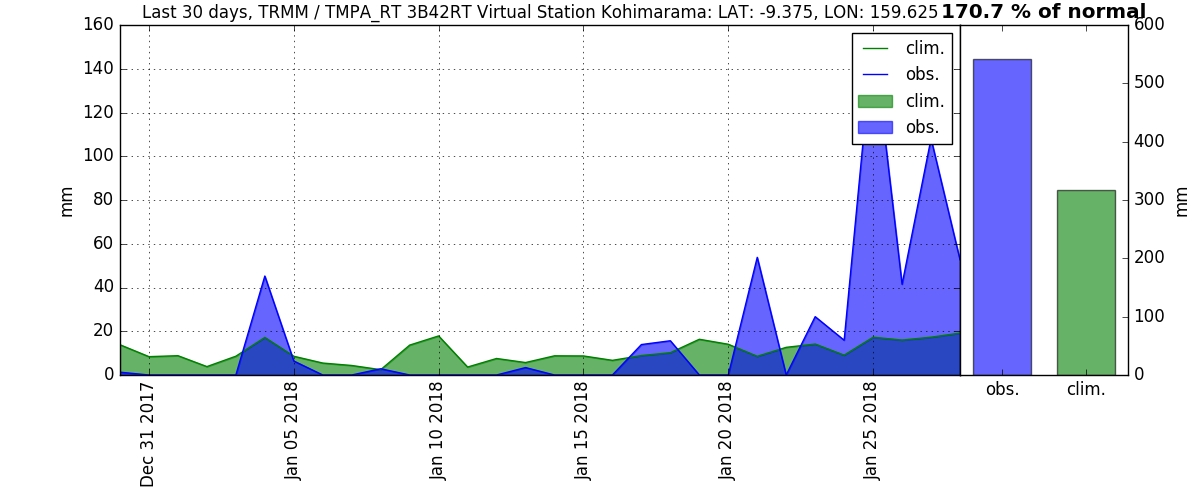 Last 30 days, TRMM / TMPA_RT 3B42RT Virtual Station Kohimarama: LAT: -9.375, LON: 159.625 170.7 % of normal
160
140
120
100
80
60
40
20
0
mm
clim.
obs.
clim.
obs.
Dec 31 2017
Jan 05 2018
Jan 10 2018
Jan 15 2018
Jan 20 2018
Jan 25 2018
600
500
400
300
200
100
0
mm
obs.
clim.